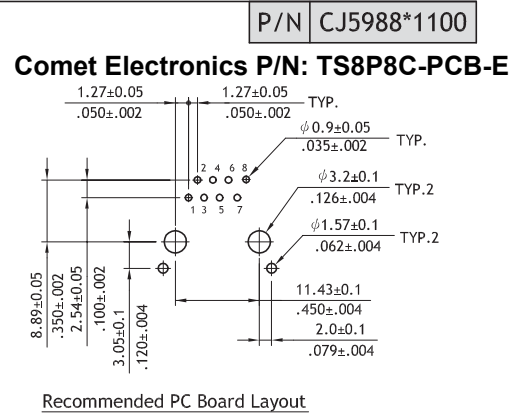 P/N CJ5988*1100
Comet Electronics P/N: TS8P8C-PCB-E
1.27±0.05
.050±.002
1.27±0.05
.050±.002
TYP.
ϕ0.9±0.05
.035±.002
TYP.
2 4 6 8
1 3 5 7
ϕ3.2±0.1
.126±.004
TYP.2
ϕ1.57±0.1
.062±.004
TYP.2
8.89±0.05
.350±.002
2.54±0.05
.100±.002
3.05±0.1
.120±.004
11.43±0.1
.450±.004
2.0±0.1
.079±.004
Recommended PC Board Layout